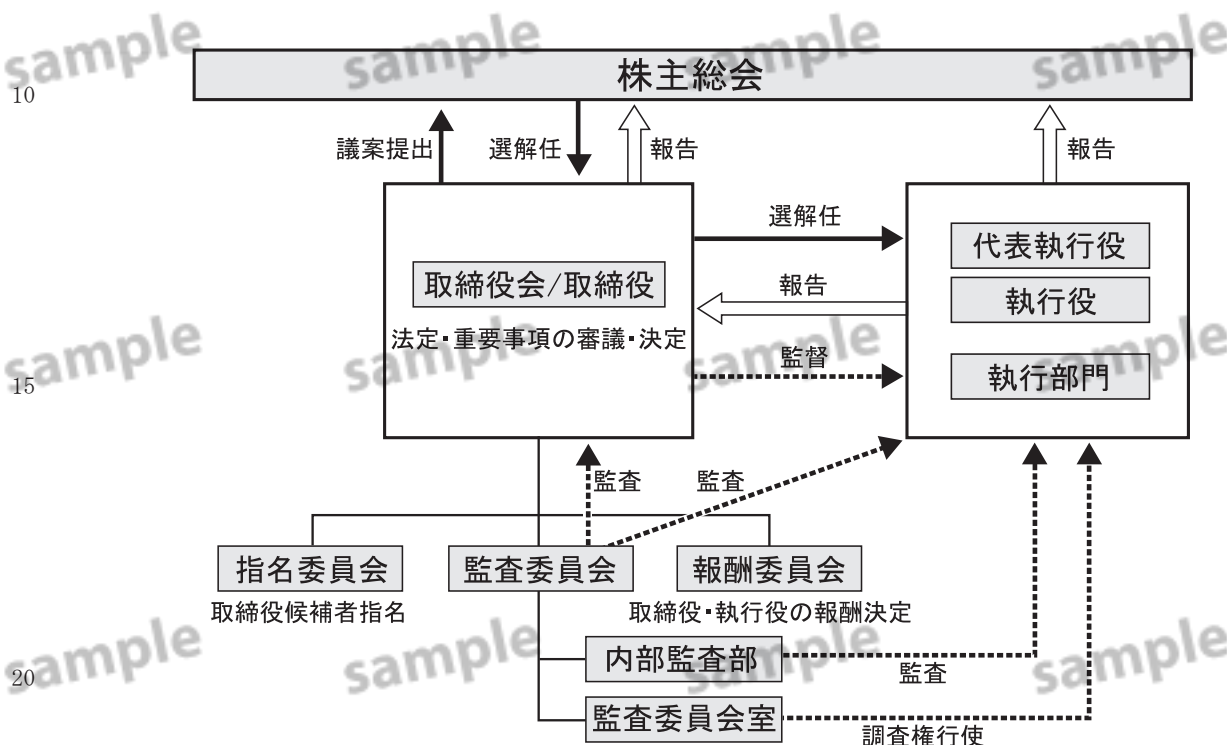 sample sample sample sample
10
株主総会
議案提出 選解任 報告 報告
選解任
代表執行役
取締役会/取締役
報告
執行役
法定・重要事項の審議・決定
sample sample sample sample
監督
15
執行部門
監査 監査
指名委員会 監査委員会 報酬委員会
取締役候補者指名 取締役・執行役の報酬決定
sample sample sample sample
内部監査部
20
監査
監査委員会室
調査権行使